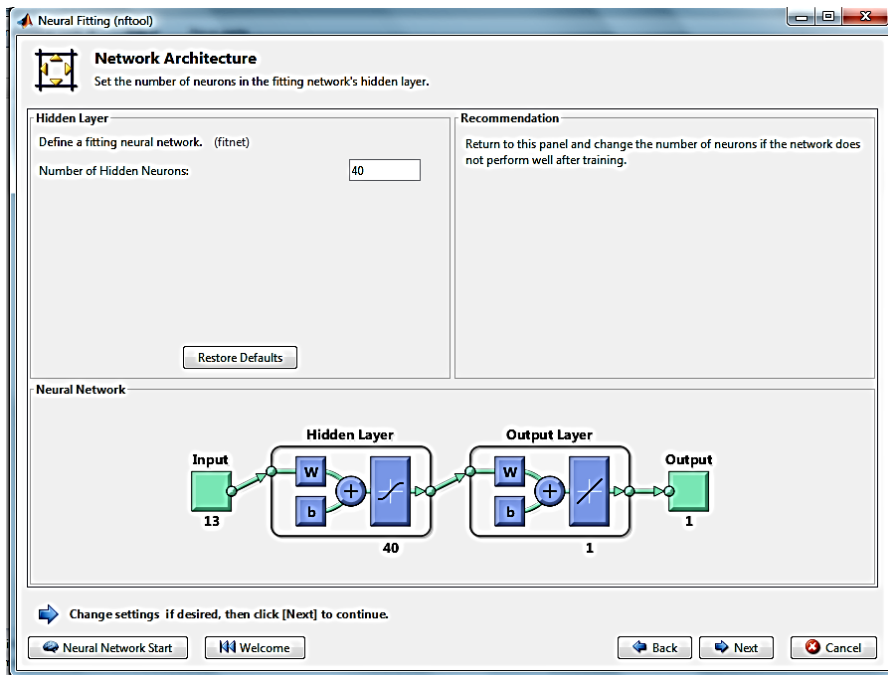 Neural Fitting (nftool)
Network Architecture
Set the number of neurons in the fitting network's hidden layer.
Hidden Layer
Define a fitting neural network. (fitnet)
Number of Hidden Neurons:
40
Restore Defaults
Recommendation
Return to this panel and change the number of neurons if the network does
not perform well after training.
Neural Network
Hidden Layer
Output Layer
Input
Output
W
b
W
b
13
40
1
1
Change settings if desired, then click [Next] to continue.
Neural Network Start
Welcome
Back
Next
Cancel